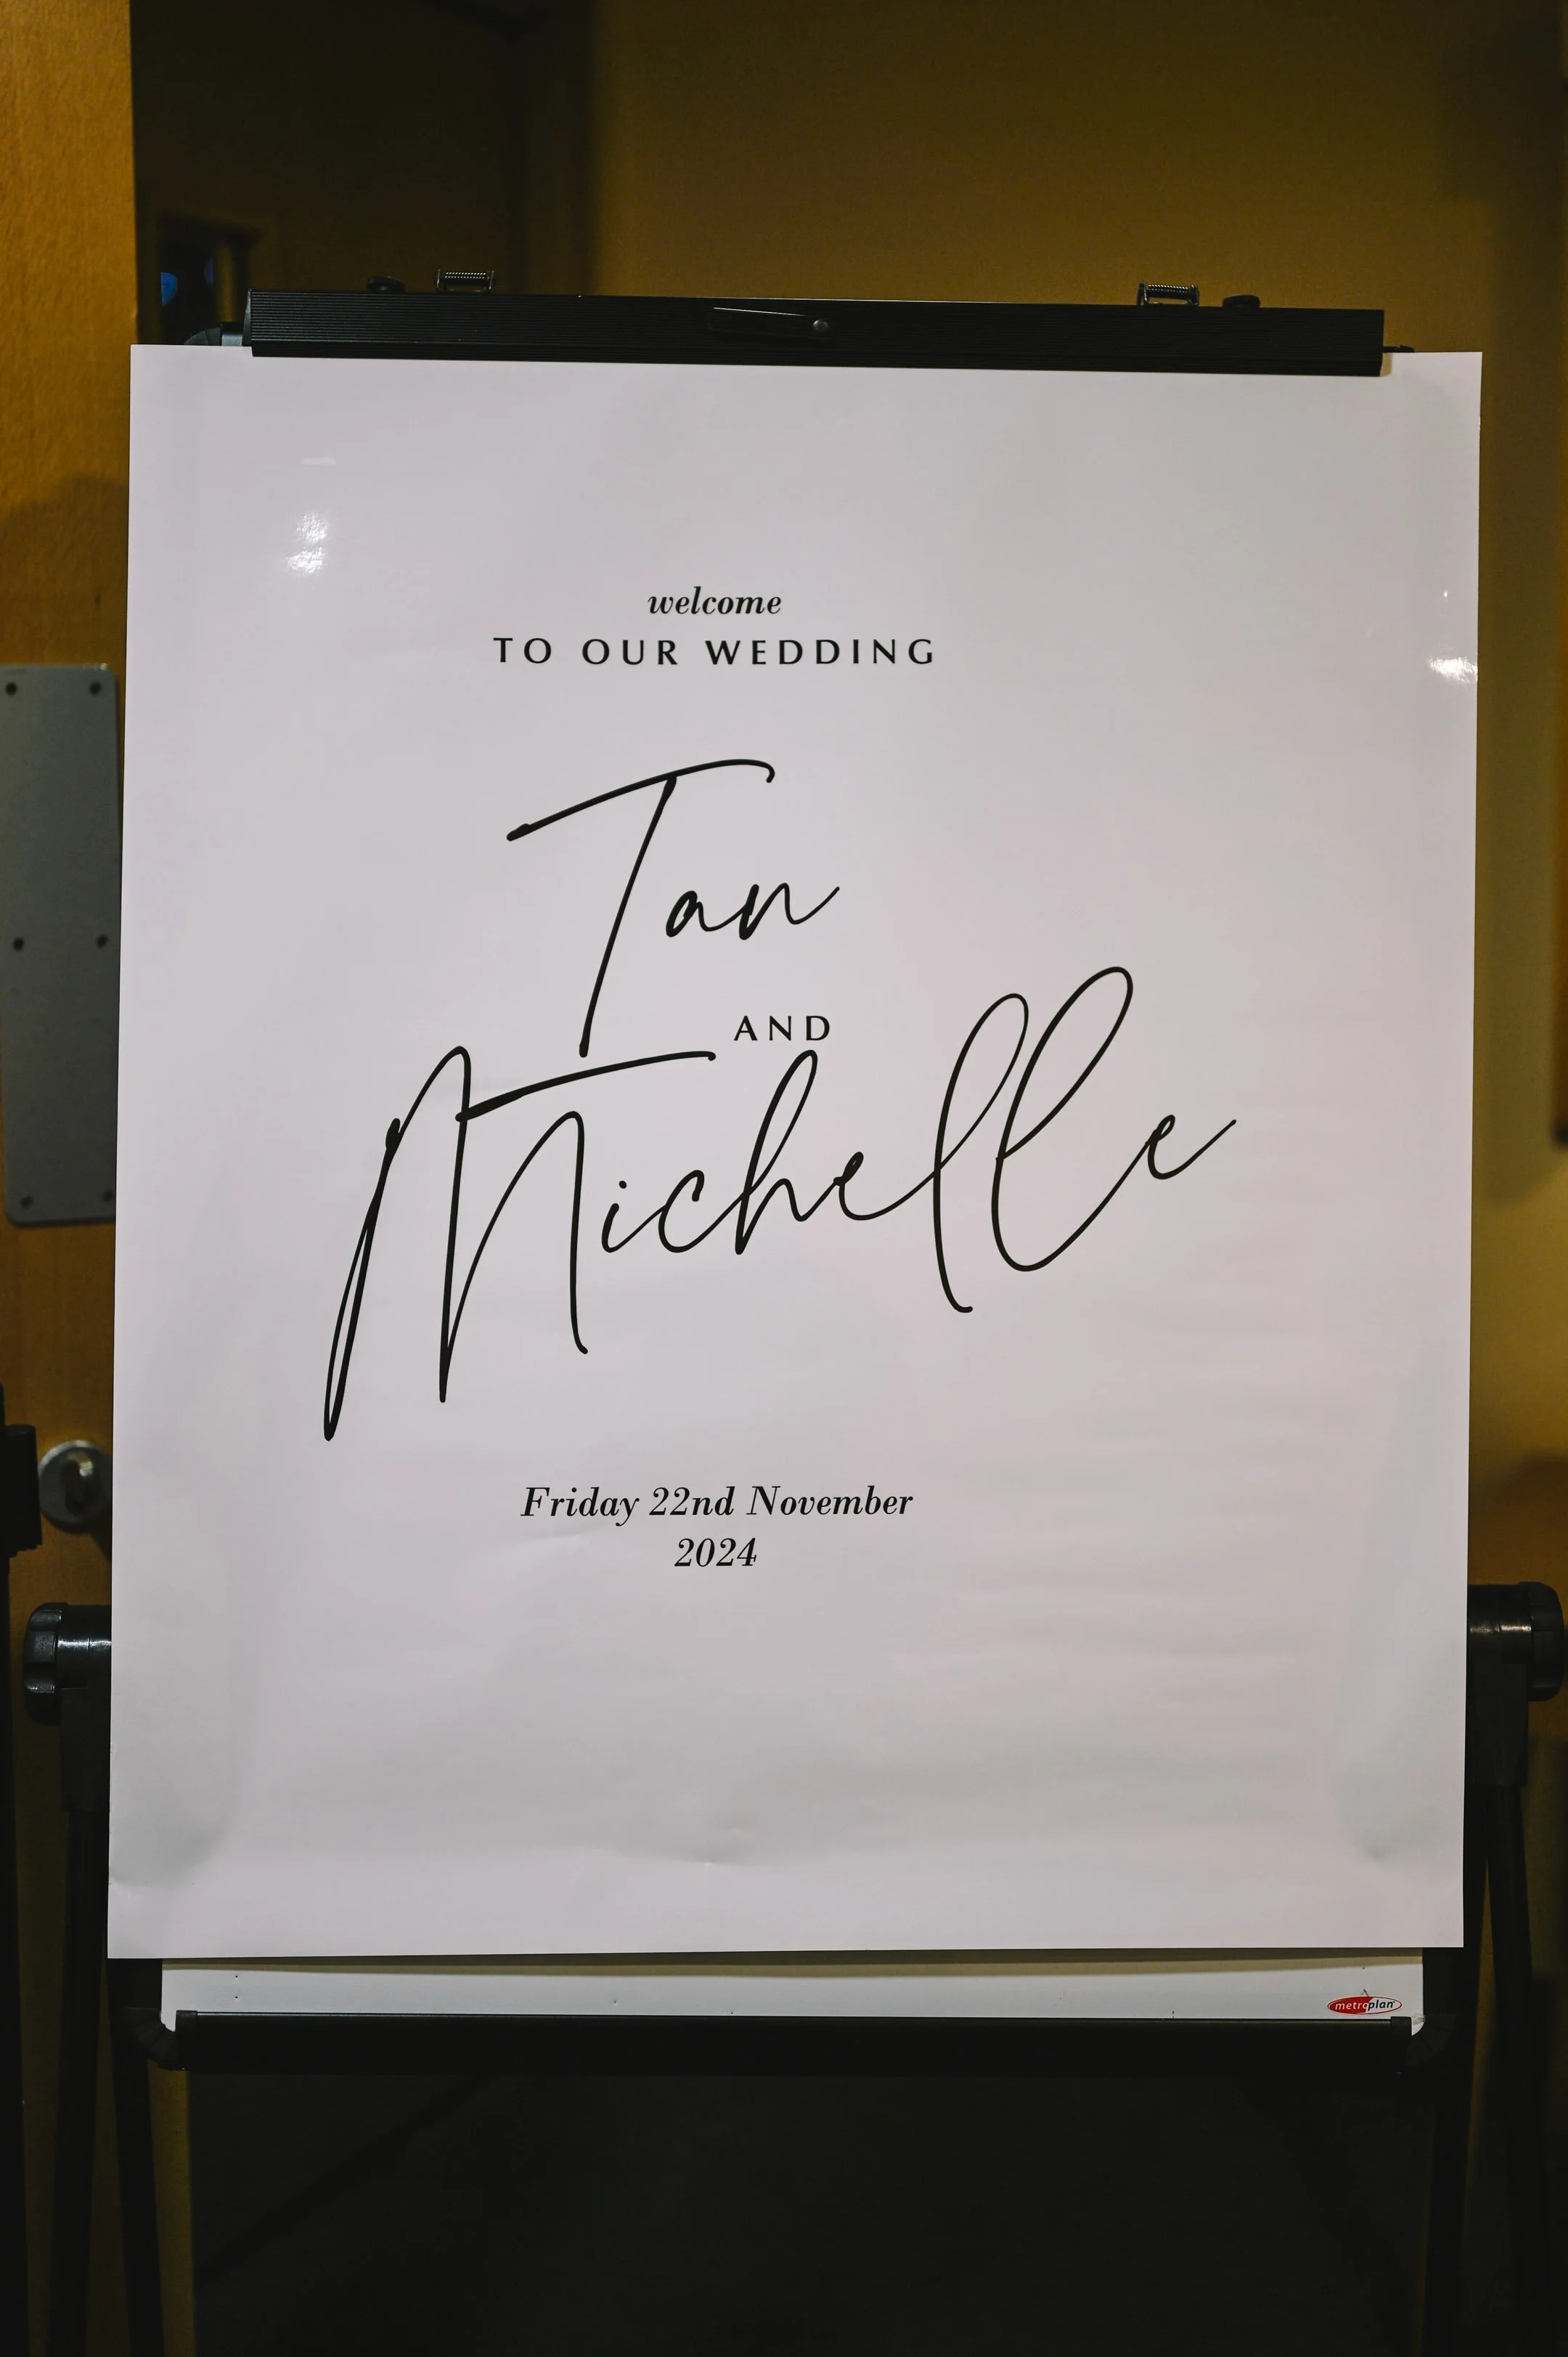 welcome
TO OUR WEDDING
Ian
AND
Michelle
Friday 22nd November
2024
metroplan